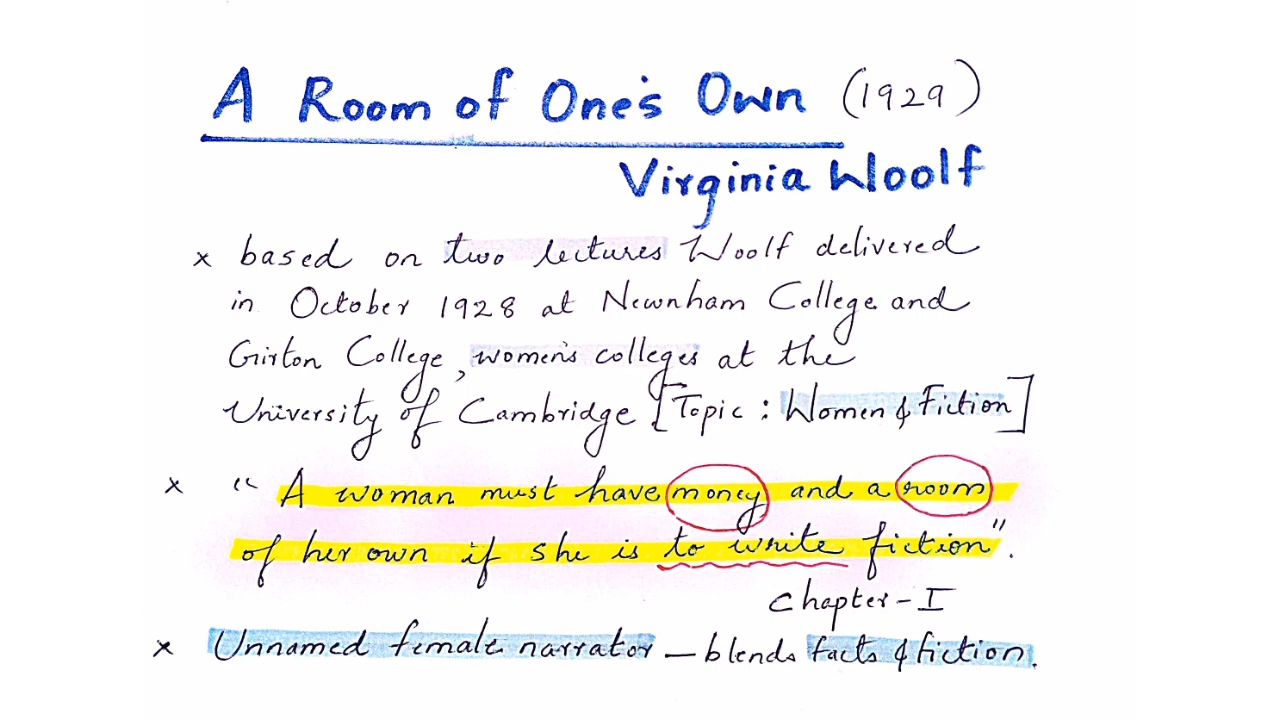 A Room of One's Own (1929)
Virginia Woolf
x based on two lectures Woolf delivered
in October 1928 at Newnham College and
Girton College, women's colleges at the
University of Cambridge [Topic : Women & Fiction]
x "A woman must have money and a room
of her own if she is to write fiction".
Chapter - I
x Unnamed female narrator — blends facts & fiction.